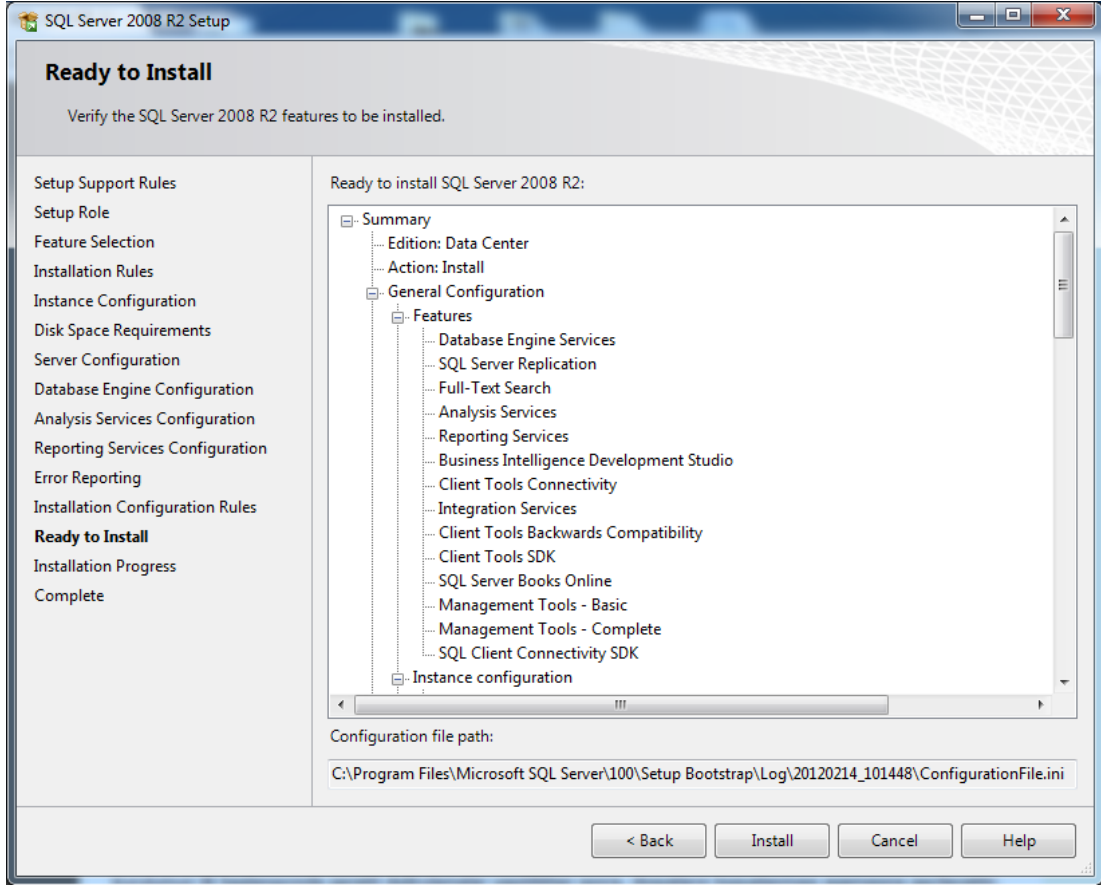 SQL Server 2008 R2 Setup
Ready to Install
Verify the SQL Server 2008 R2 features to be installed.
Setup Support Rules
Setup Role
Feature Selection
Installation Rules
Instance Configuration
Disk Space Requirements
Server Configuration
Database Engine Configuration
Analysis Services Configuration
Reporting Services Configuration
Error Reporting
Installation Configuration Rules
Ready to Install
Installation Progress
Complete
Ready to install SQL Server 2008 R2:
Summary
Edition: Data Center
Action: Install
General Configuration
Features
Database Engine Services
SQL Server Replication
Full-Text Search
Analysis Services
Reporting Services
Business Intelligence Development Studio
Client Tools Connectivity
Integration Services
Client Tools Backwards Compatibility
Client Tools SDK
SQL Server Books Online
Management Tools - Basic
Management Tools - Complete
SQL Client Connectivity SDK
Instance configuration
Configuration file path:
C:\Program Files\Microsoft SQL Server\100\Setup Bootstrap\Log\20120214_101448\ConfigurationFile.ini
< Back
Install
Cancel
Help